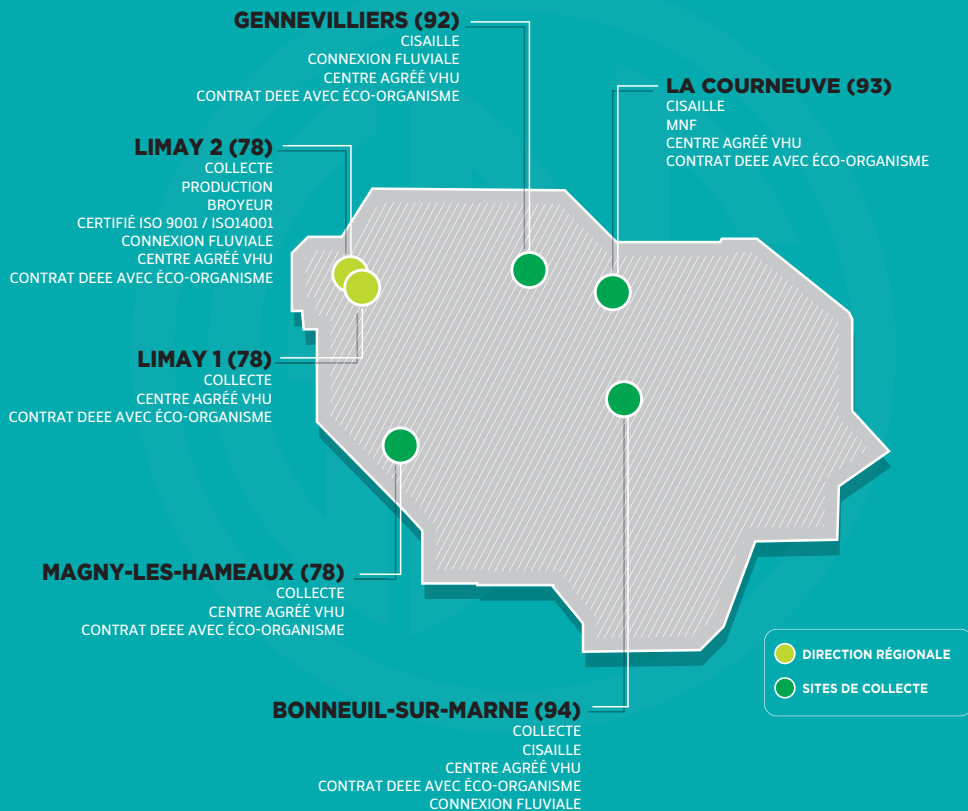 GENNEVILLIERS (92)
CISAILLE
CONNEXION FLUVIALE
CENTRE AGRÉÉ VHU
CONTRAT DEEE AVEC ÉCO-ORGANISME
LA COURNEUVE (93)
CISAILLE
MNF
CENTRE AGRÉÉ VHU
CONTRAT DEEE AVEC ÉCO-ORGANISME
LIMAY 2 (78)
COLLECTE
PRODUCTION
BROYEUR
CERTIFIÉ ISO 9001 / ISO14001
CONNEXION FLUVIALE
CENTRE AGRÉÉ VHU
CONTRAT DEEE AVEC ÉCO-ORGANISME
LIMAY 1 (78)
COLLECTE
CENTRE AGRÉÉ VHU
CONTRAT DEEE AVEC ÉCO-ORGANISME
MAGNY-LES-HAMEAUX (78)
COLLECTE
CENTRE AGRÉÉ VHU
CONTRAT DEEE AVEC ÉCO-ORGANISME
BONNEUIL-SUR-MARNE (94)
COLLECTE
CISAILLE
CENTRE AGRÉÉ VHU
CONTRAT DEEE AVEC ÉCO-ORGANISME
CONNEXION FLUVIALE
DIRECTION RÉGIONALE
SITES DE COLLECTE